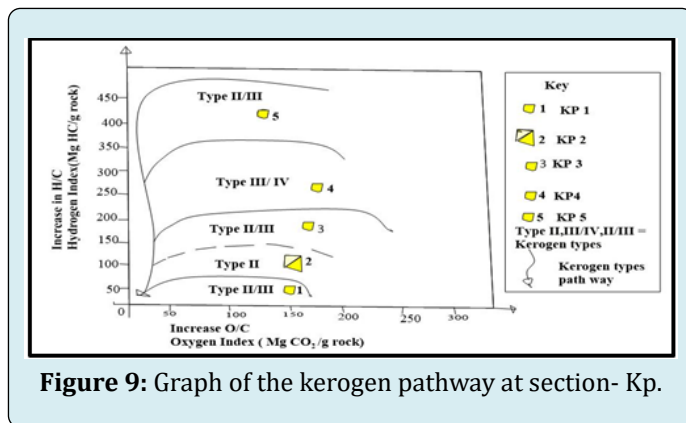 Increase in H/C
Hydrogen Index(Mg HC/g rock)
450
400
350
300
250
200
150
100
50
0
Type II/III
5
Type III/ IV
4
Type II/III
3
Type II
2
Type II/III
1
0
50
100
150
200
250
300
Increase O/C
Oxygen Index ( Mg CO₂/g rock)
Key
1 KP 1
2 KP 2
3 KP 3
4 KP4
5 KP 5
Type II,III/IV,II/III =
Kerogen types
Kerogen types
path way
Figure 9: Graph of the kerogen pathway at section- Kp.